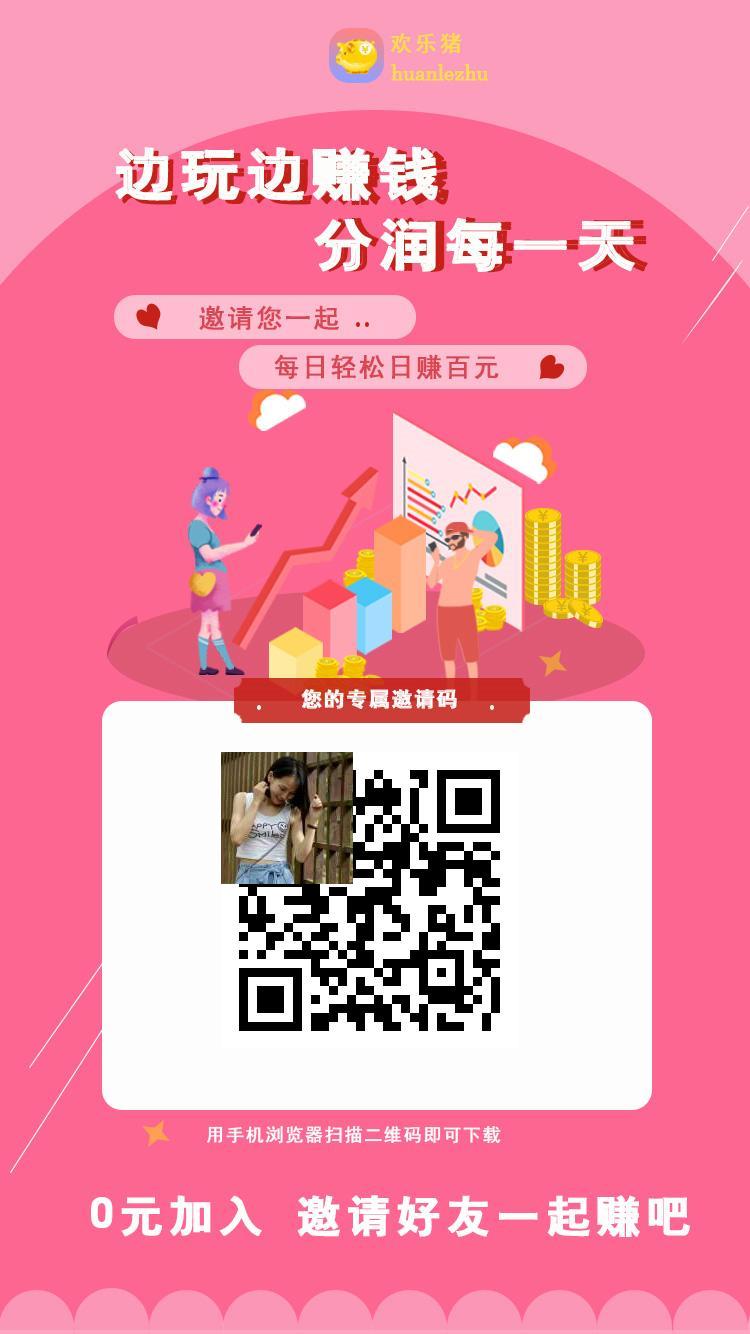 欢乐猪
huanlezhu
边玩边赚钱
分润每一天
邀请您一起 ..
每日轻松日赚百元
您的专属邀请码
HAPPY
Smiles
用手机浏览器扫描二维码即可下载
0元加入 邀请好友一起赚吧